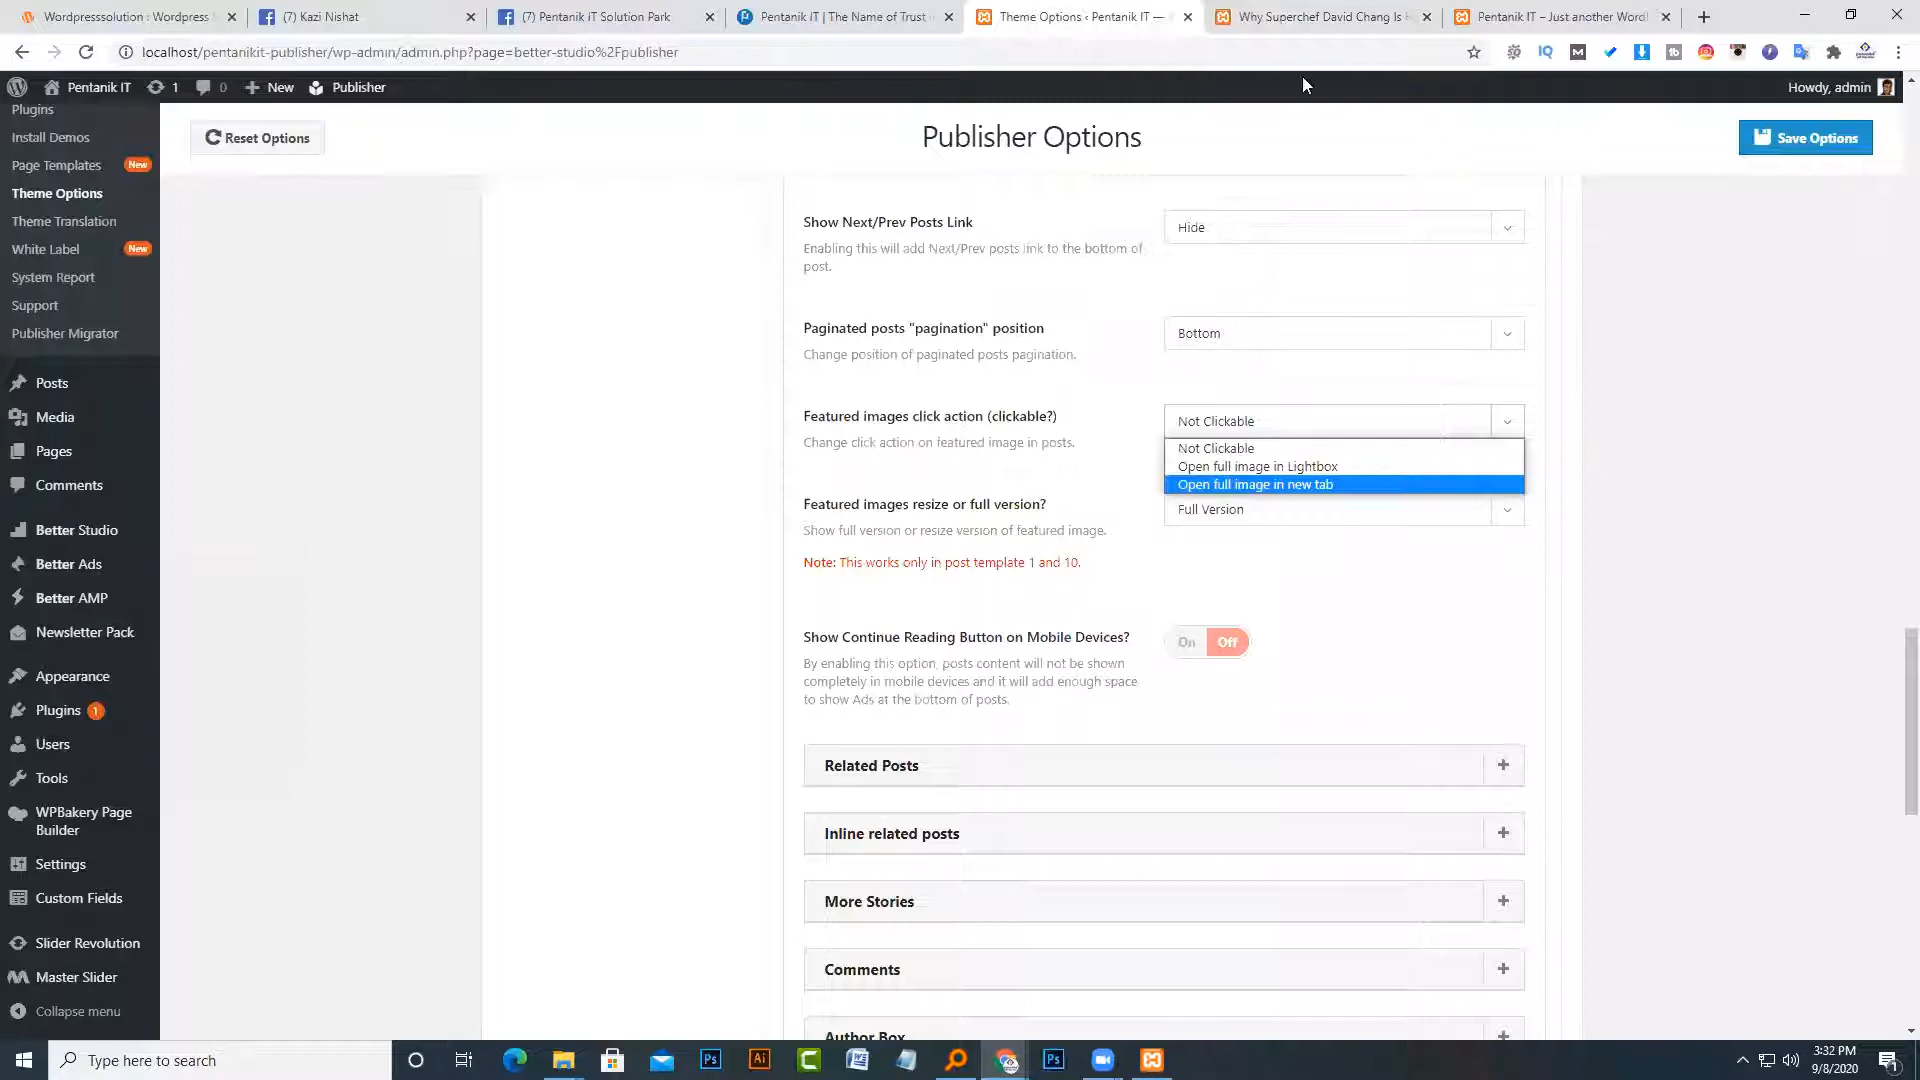 Wordpresssolution : Wordpress
(7) Kazi Nishat
(7) Pentanik iT Solution Park
Pentanik iT | The Name of Trust
Theme Options ‹ Pentanik IT —
Why Superchef David Chang Is
Pentanik IT – Just another Word
localhost/pentanikit-publisher/wp-admin/admin.php?page=better-studio%2Fpublisher
Pentanik IT
1
0
New
Publisher
Howdy, admin
Plugins
Install Demos
Page Templates New
Theme Options
Theme Translation
White Label New
System Report
Support
Publisher Migrator
Posts
Media
Pages
Comments
Better Studio
Better Ads
Better AMP
Newsletter Pack
Appearance
Plugins 1
Users
Tools
WPBakery Page
Builder
Settings
Custom Fields
Slider Revolution
Master Slider
Collapse menu
Reset Options
Publisher Options
Save Options
Show Next/Prev Posts Link
Hide
Enabling this will add Next/Prev posts link to the bottom of
post.
Paginated posts "pagination" position
Bottom
Change position of paginated posts pagination.
Featured images click action (clickable?)
Not Clickable
Change click action on featured image in posts.
Not Clickable
Open full image in Lightbox
Open full image in new tab
Featured images resize or full version?
Full Version
Show full version or resize version of featured image.
Note: This works only in post template 1 and 10.
Show Continue Reading Button on Mobile Devices?
On Off
By enabling this option, posts content will not be shown
completely in mobile devices and it will add enough space
to show Ads at the bottom of posts.
Related Posts
Inline related posts
More Stories
Comments
Author Box
Type here to search
3:32 PM
9/8/2020